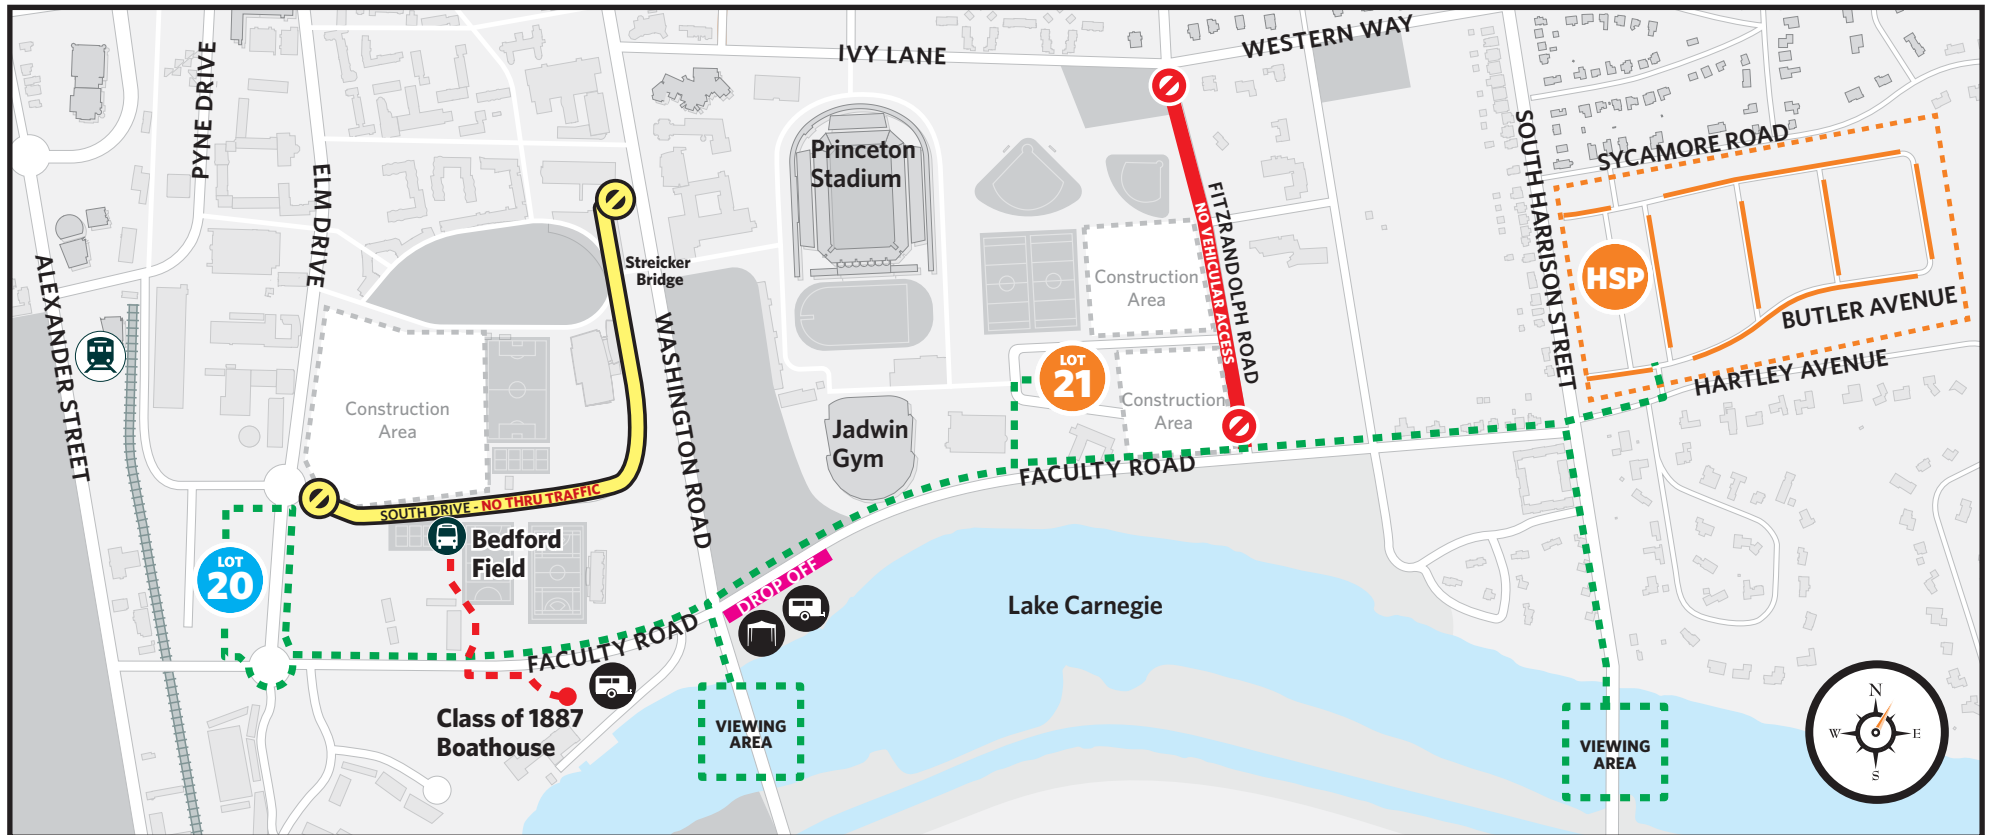 IVY LANE
WESTERN WAY
PYNE DRIVE
ELM DRIVE
ALEXANDER STREET
Princeton
Stadium
SOUTH HARRISON STREET
SYCAMORE ROAD
FITZRANDOLPH ROAD
NO VEHICULAR ACCESS
Streicker
Bridge
WASHINGTON ROAD
Construction
Area
HSP
BUTLER AVENUE
HARTLEY AVENUE
LOT
21
Construction
Area
Construction
Area
Jadwin
Gym
FACULTY ROAD
SOUTH DRIVE - NO THRU TRAFFIC
Bedford
Field
LOT
20
DROP OFF
Lake Carnegie
FACULTY ROAD
Class of 1887
Boathouse
VIEWING
AREA
VIEWING
AREA
N
W
E
S